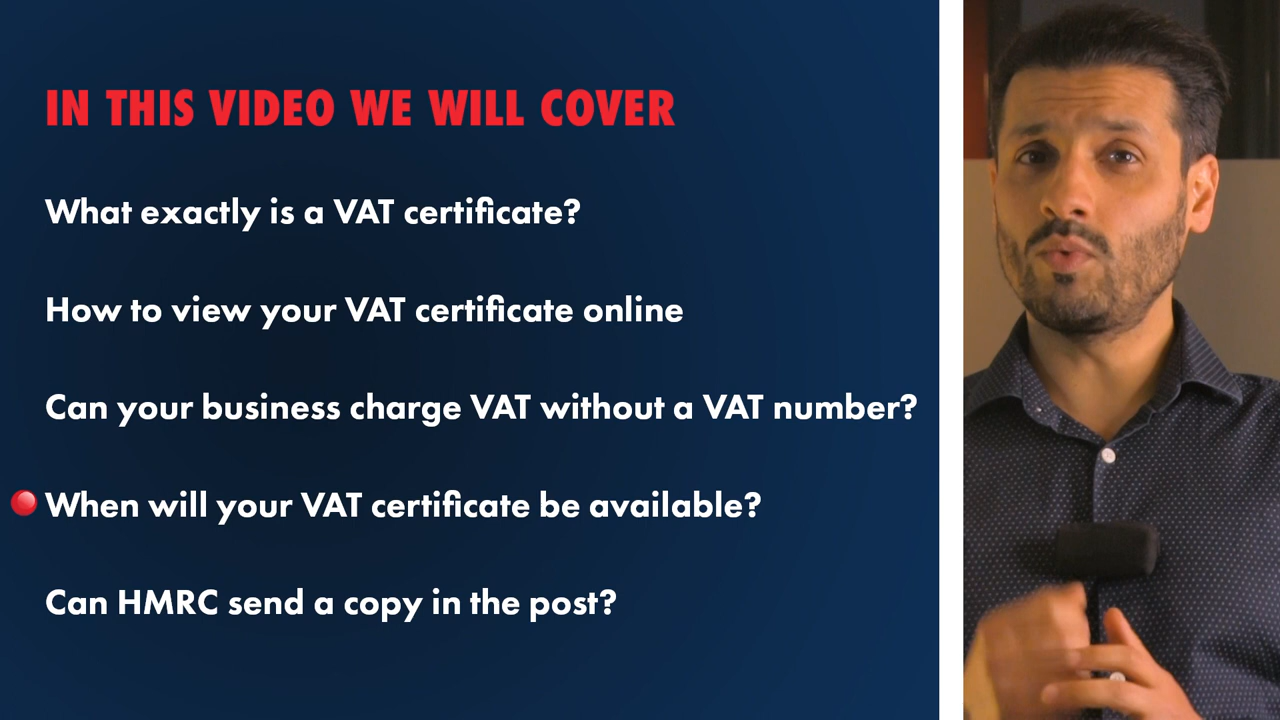 IN THIS VIDEO WE WILL COVER
What exactly is a VAT certificate?
How to view your VAT certificate online
Can your business charge VAT without a VAT number?
When will your VAT certificate be available?
Can HMRC send a copy in the post?